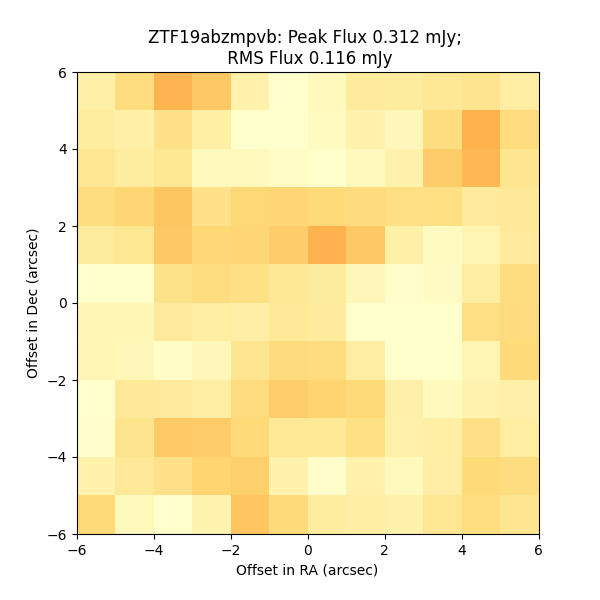 ZTF19abzmpvb: Peak Flux 0.312 mJy;
RMS Flux 0.116 mJy
6
4
2
0
−2
−4
−6
Offset in Dec (arcsec)
−6 −4 −2 0 2 4 6
Offset in RA (arcsec)